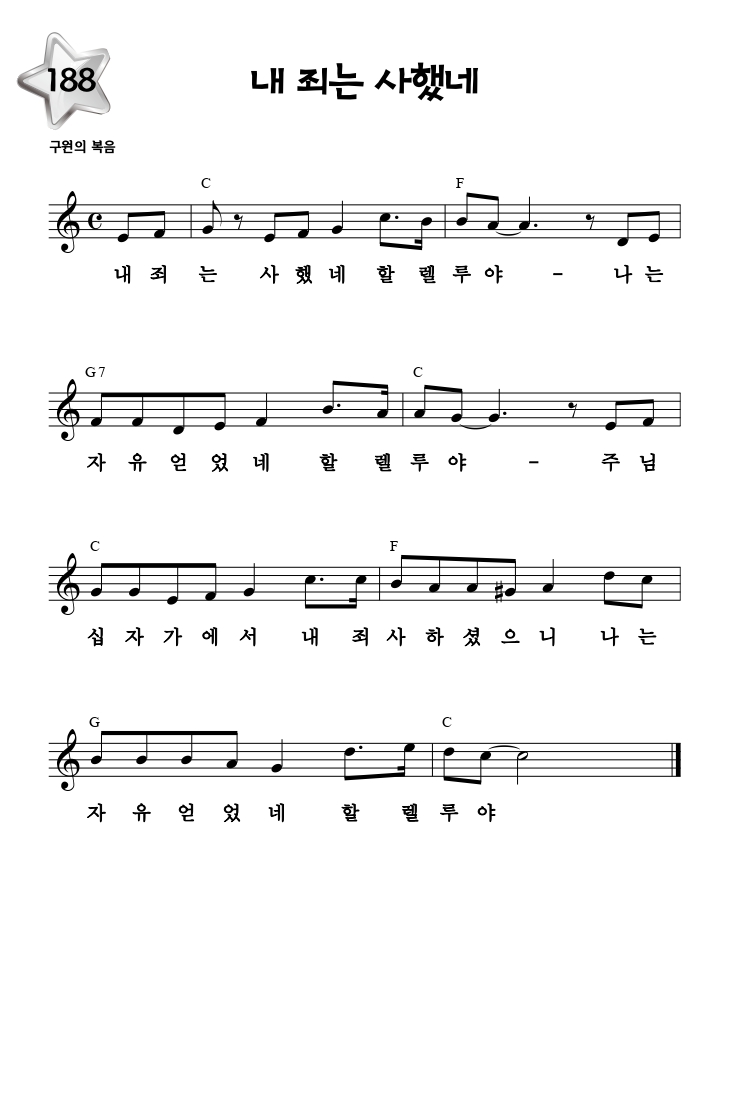 188
내 죄는 사했네
구원의 복음
C F
내 죄 는 사 했 네 할 렐 루 야 - 나 는
G7 C
자 유 얻 었 네 할 렐 루 야 - 주 님
C F
십 자 가 에 서 내 죄 사 하 셨 으 니 나 는
G C
자 유 얻 었 네 할 렐 루 야